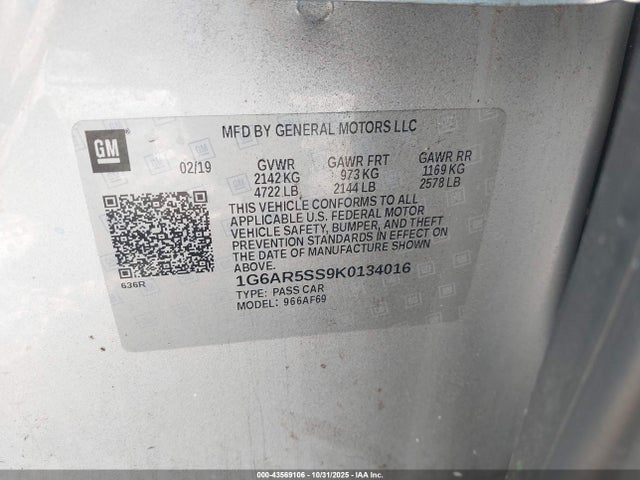 GM
MFD BY GENERAL MOTORS LLC
02/19 GVWR GAWR FRT GAWR RR
2142 KG 973 KG 1169 KG
4722 LB 2144 LB 2578 LB
THIS VEHICLE CONFORMS TO ALL
APPLICABLE U.S. FEDERAL MOTOR
VEHICLE SAFETY, BUMPER, AND THEFT
PREVENTION STANDARDS IN EFFECT ON
THE DATE OF MANUFACTURE SHOWN
ABOVE.
636R
1G6AR5SS9K0134016
TYPE: PASS CAR
MODEL: 966AF69
000-43569106 - 10/31/2025 - IAA Inc.